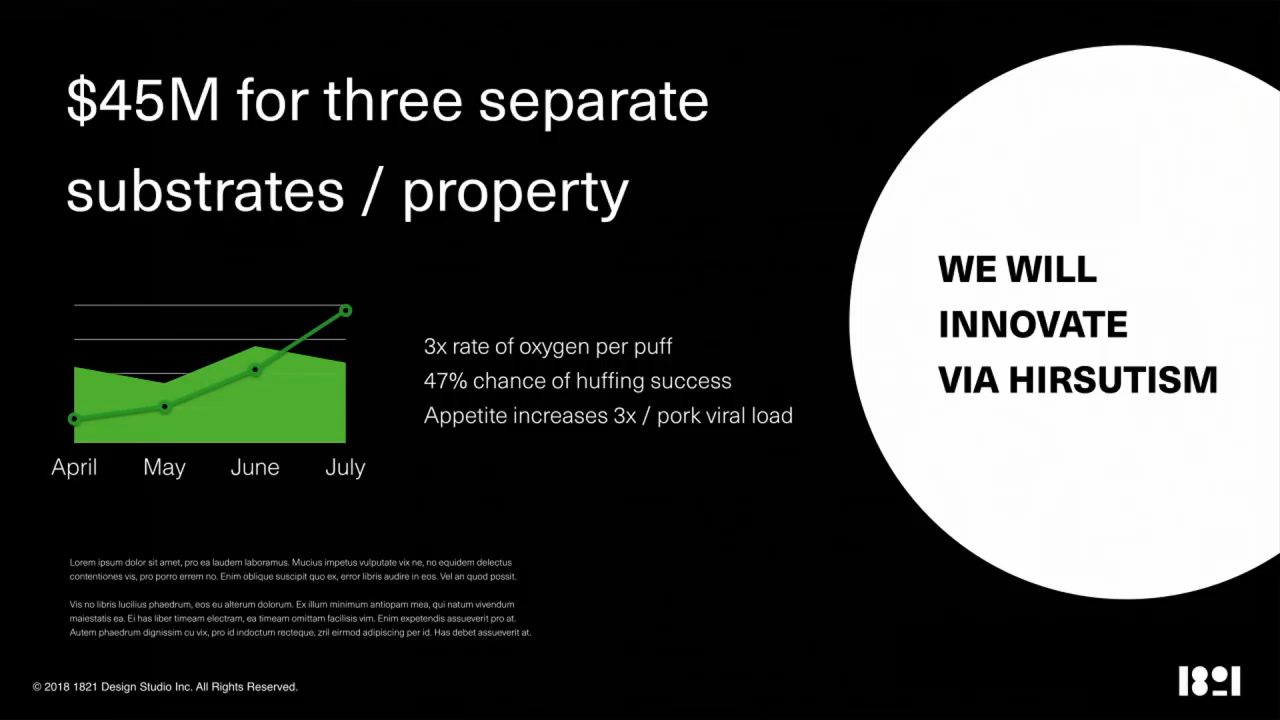 $45M for three separate
substrates / property
WE WILL
INNOVATE
VIA HIRSUTISM
3x rate of oxygen per puff
47% chance of huffing success
Appetite increases 3x / pork viral load
April May June July
Lorem ipsum dolor sit amet, pro ea laudem laboramus. Mucius impetus vulputate vix ne, no equidem delectus
contentiones vis, pro porro errem no. Enim oblique suscipit quo ex, error libris audire in eos. Vel an quod possit.
Vis no libris lucilius phaedrum, eos eu alterum dolorum. Ex illum minimum antiopam mea, qui natum vivendum
maiestatis ea. Ei has liber timeam electram, ea timeam omittam facilisis vim. Enim expetendis assueverit pro at.
Autem phaedrum dignissim cu vix, pro id indoctum recteque, zril eirmod adipiscing per id. Has debet assueverit at.
© 2018 1821 Design Studio Inc. All Rights Reserved.
1821